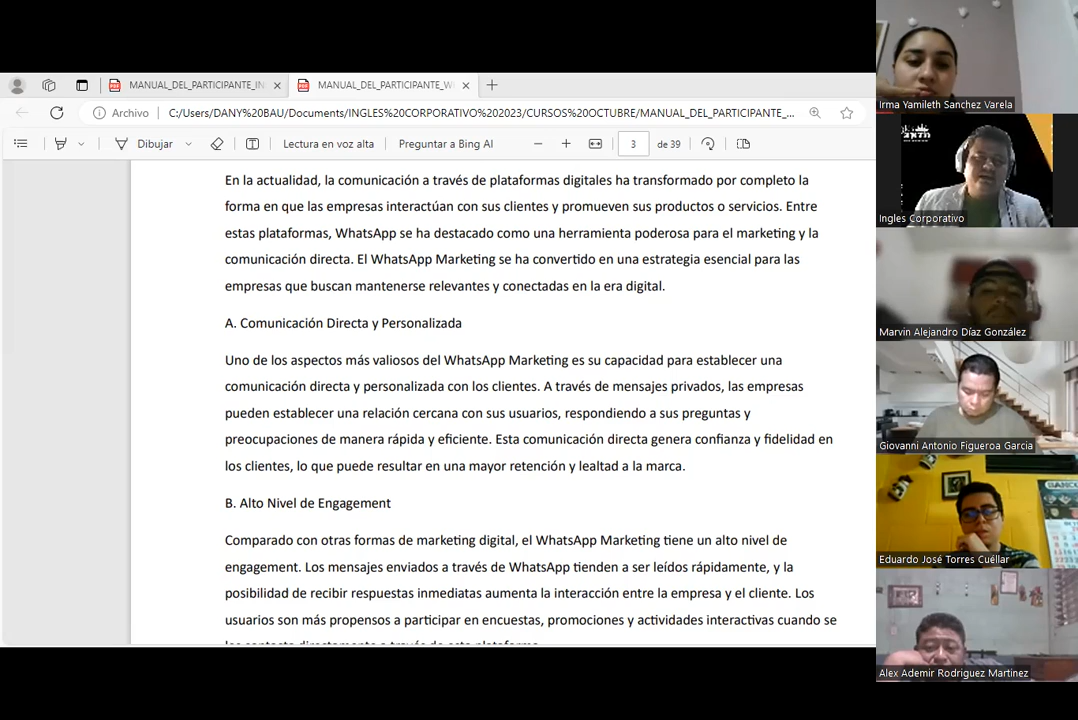 MANUAL_DEL_PARTICIPANTE_IN
MANUAL_DEL_PARTICIPANTE_W
Archivo
C:/Users/DANY%20BAU/Documents/INGLES%20CORPORATIVO%202023/CURSOS%20OCTUBRE/MANUAL_DEL_PARTICIPANTE_...
Dibujar
Lectura en voz alta
Preguntar a Bing AI
3
de 39
En la actualidad, la comunicación a través de plataformas digitales ha transformado por completo la
forma en que las empresas interactúan con sus clientes y promueven sus productos o servicios. Entre
estas plataformas, WhatsApp se ha destacado como una herramienta poderosa para el marketing y la
comunicación directa. El WhatsApp Marketing se ha convertido en una estrategia esencial para las
empresas que buscan mantenerse relevantes y conectadas en la era digital.
A. Comunicación Directa y Personalizada
Uno de los aspectos más valiosos del WhatsApp Marketing es su capacidad para establecer una
comunicación directa y personalizada con los clientes. A través de mensajes privados, las empresas
pueden establecer una relación cercana con sus usuarios, respondiendo a sus preguntas y
preocupaciones de manera rápida y eficiente. Esta comunicación directa genera confianza y fidelidad en
los clientes, lo que puede resultar en una mayor retención y lealtad a la marca.
B. Alto Nivel de Engagement
Comparado con otras formas de marketing digital, el WhatsApp Marketing tiene un alto nivel de
engagement. Los mensajes enviados a través de WhatsApp tienden a ser leídos rápidamente, y la
posibilidad de recibir respuestas inmediatas aumenta la interacción entre la empresa y el cliente. Los
usuarios son más propensos a participar en encuestas, promociones y actividades interactivas cuando se
les contacta directamente a través de esta plataforma.
Irma Yamileth Sanchez Varela
Ingles Corporativo
Marvin Alejandro Díaz González
Giovanni Antonio Figueroa Garcia
Eduardo José Torres Cuéllar
Alex Ademir Rodriguez Martinez